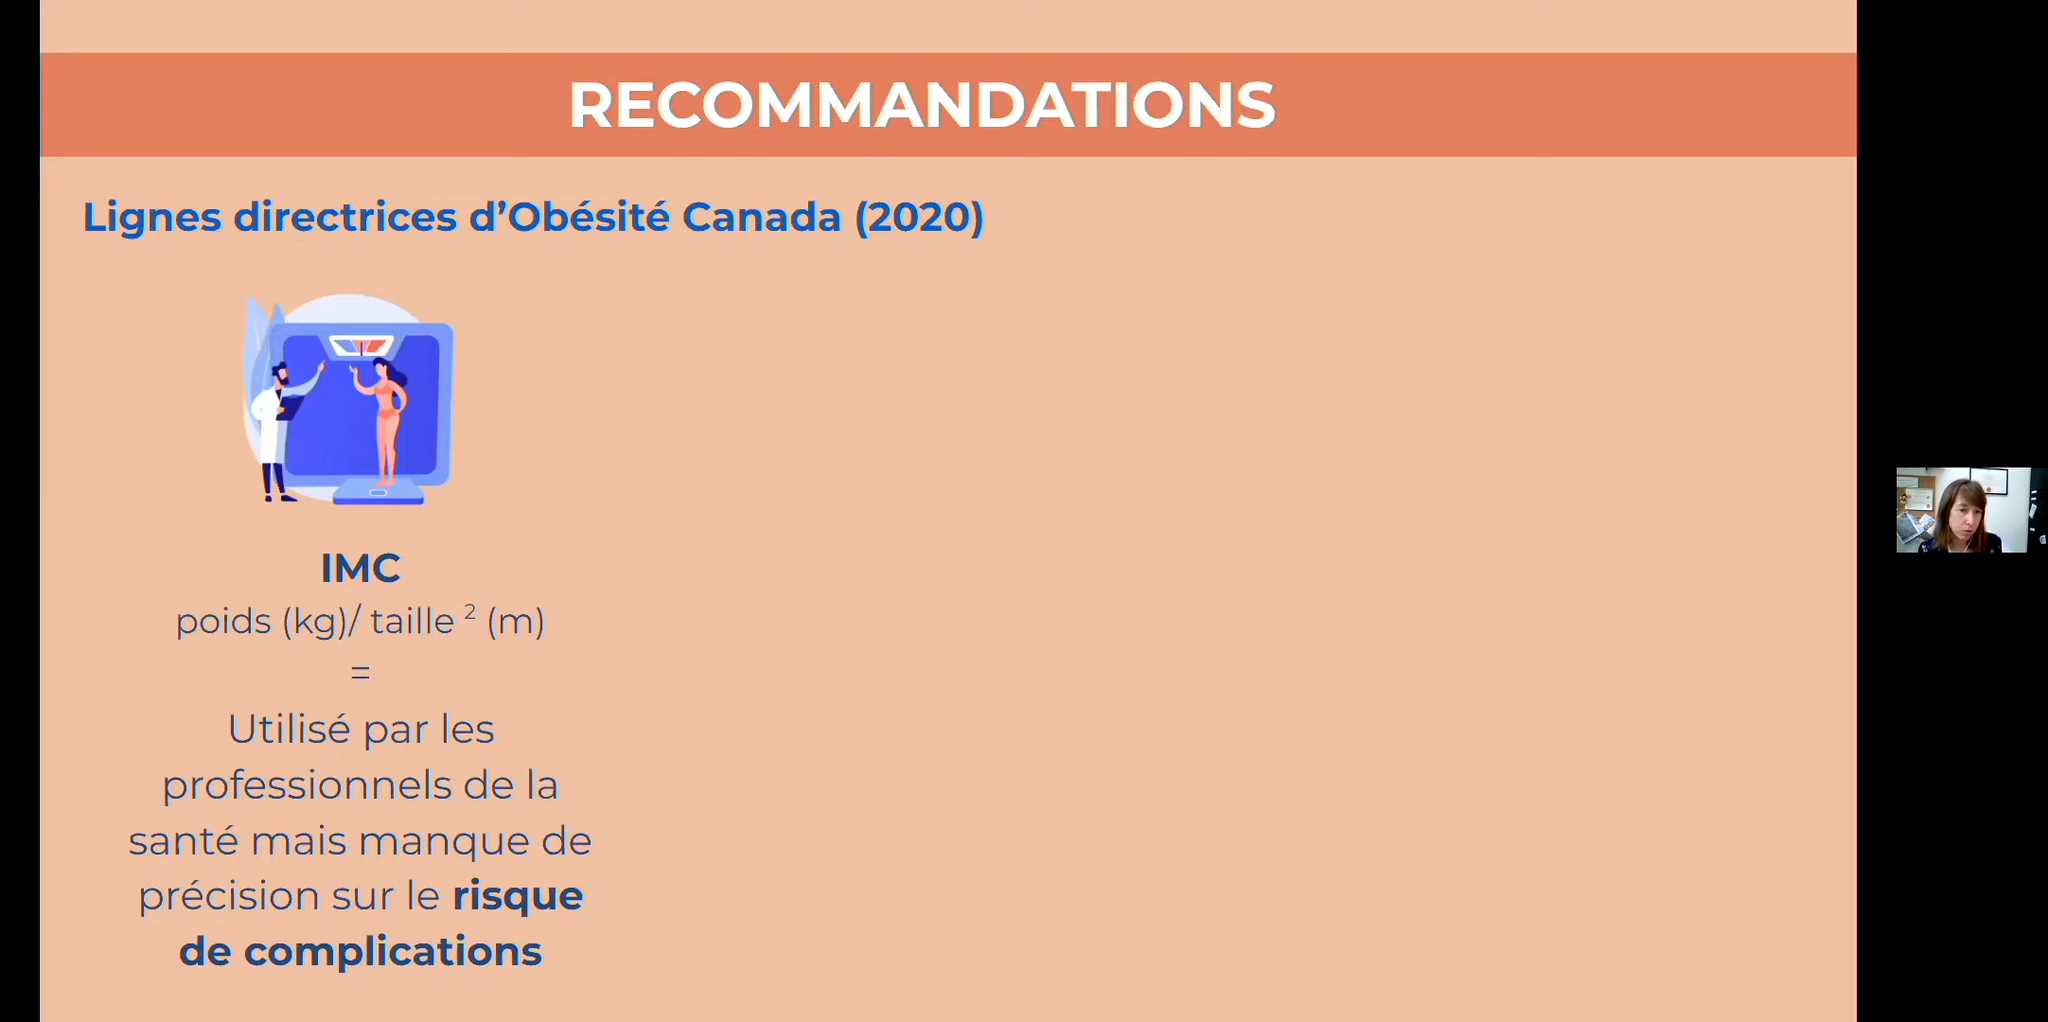 RECOMMANDATIONS
Lignes directrices d’Obésité Canada (2020)
IMC
poids (kg)/ taille ² (m)
=
Utilisé par les
professionnels de la
santé mais manque de
précision sur le risque
de complications